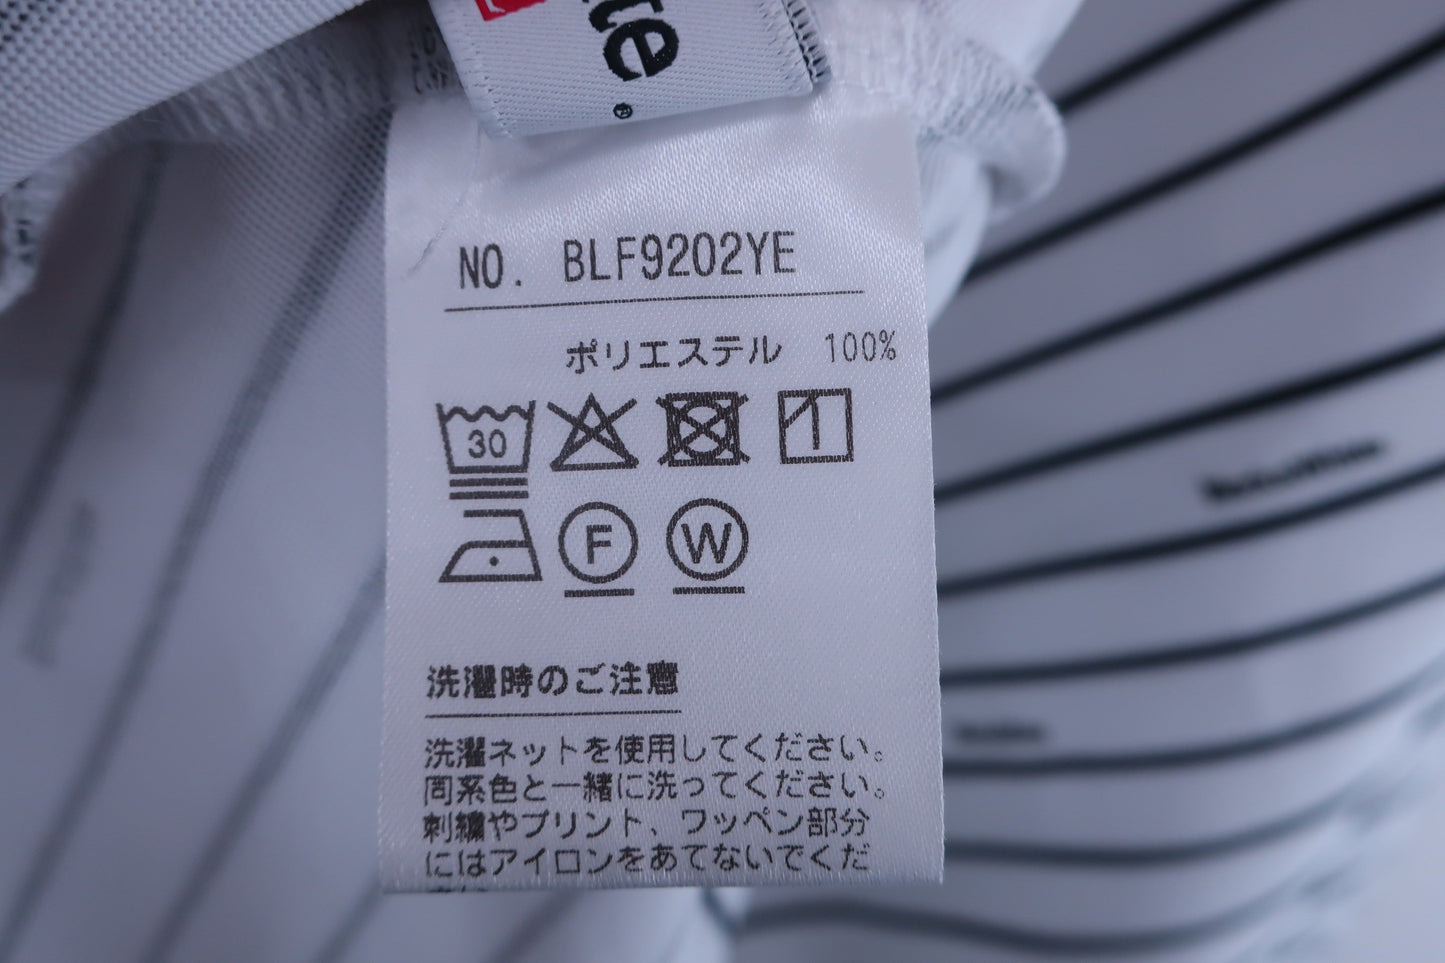 te
®
NO. BLF9202YE
ポリエステル 100%
30
F W
洗濯時のご注意
洗濯ネットを使用してください。
同系色と一緒に洗ってください。
刺繍やプリント、ワッペン部分
にはアイロンをあてないでくだ